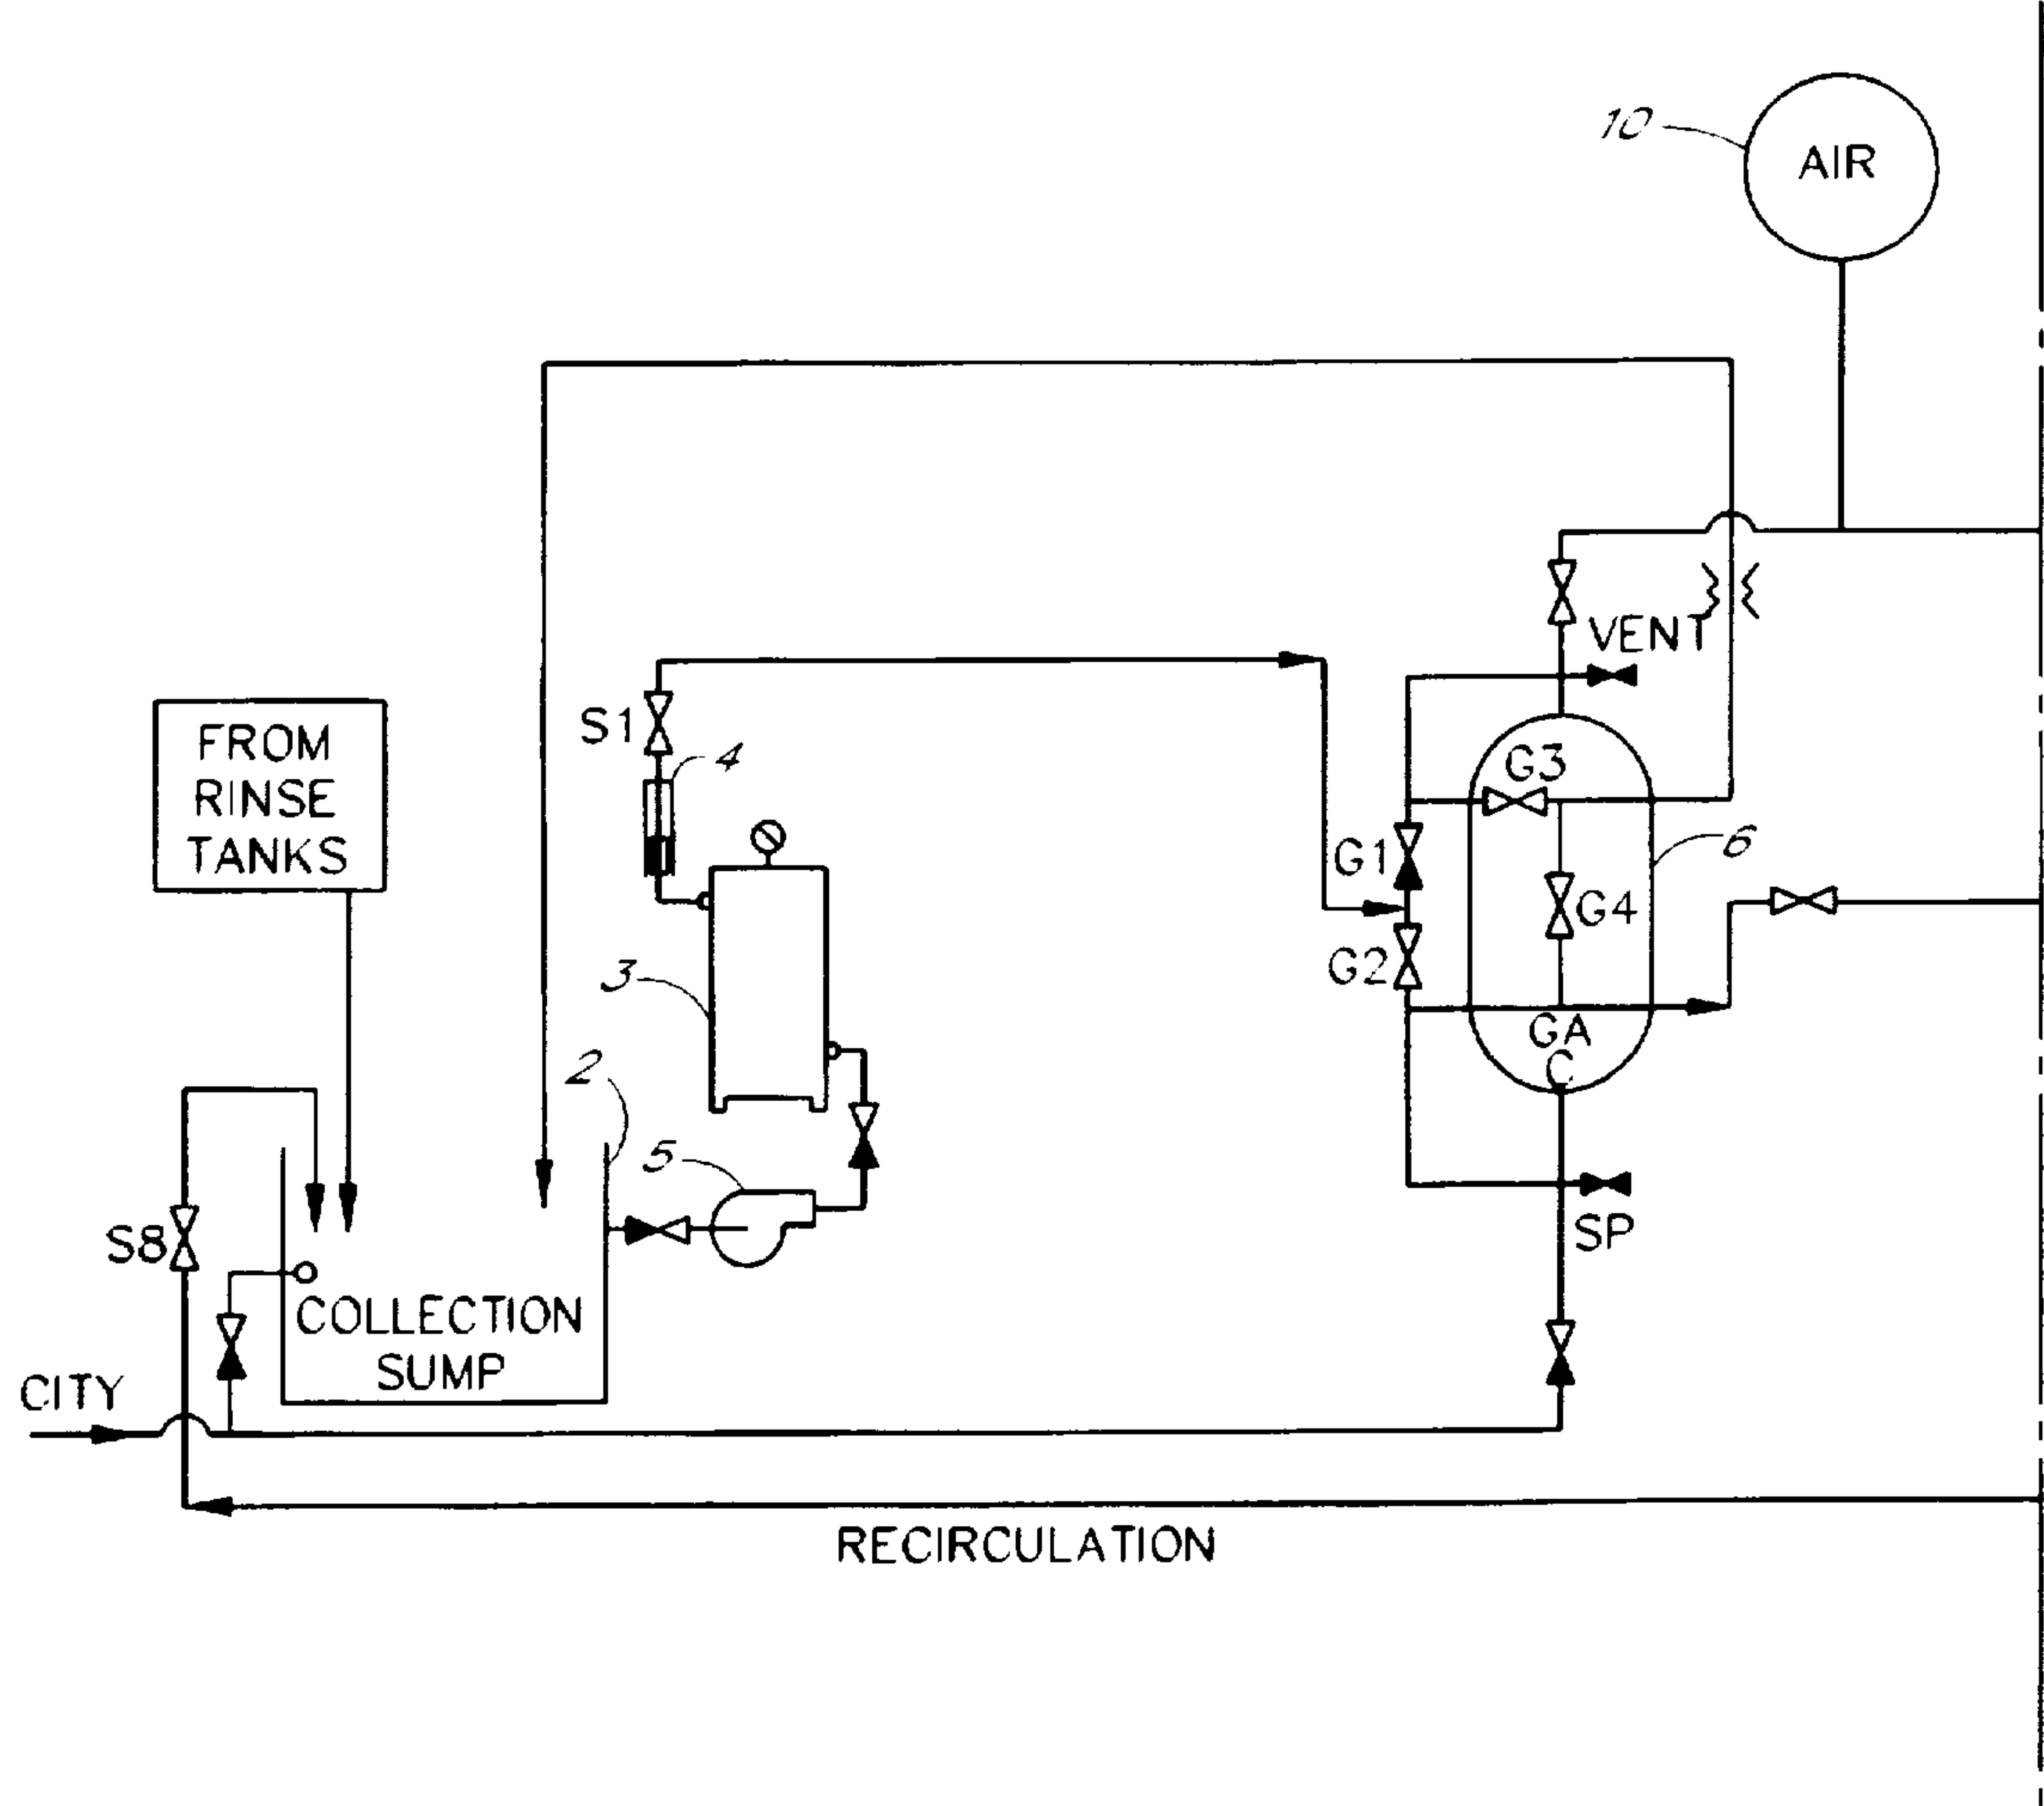 10
AIR
VENT
S1
4
FROM
RINSE
TANKS
G3
6
G1
G4
3
G2
GA
C
2
5
S8
SP
COLLECTION
SUMP
CITY
RECIRCULATION